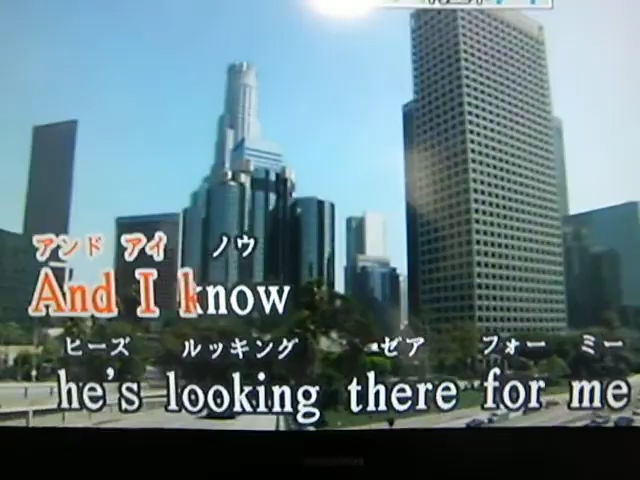 アンド アイ ノウ
And I know
ヒーズ ルッキング ゼア フォー ミー
he's looking there for me